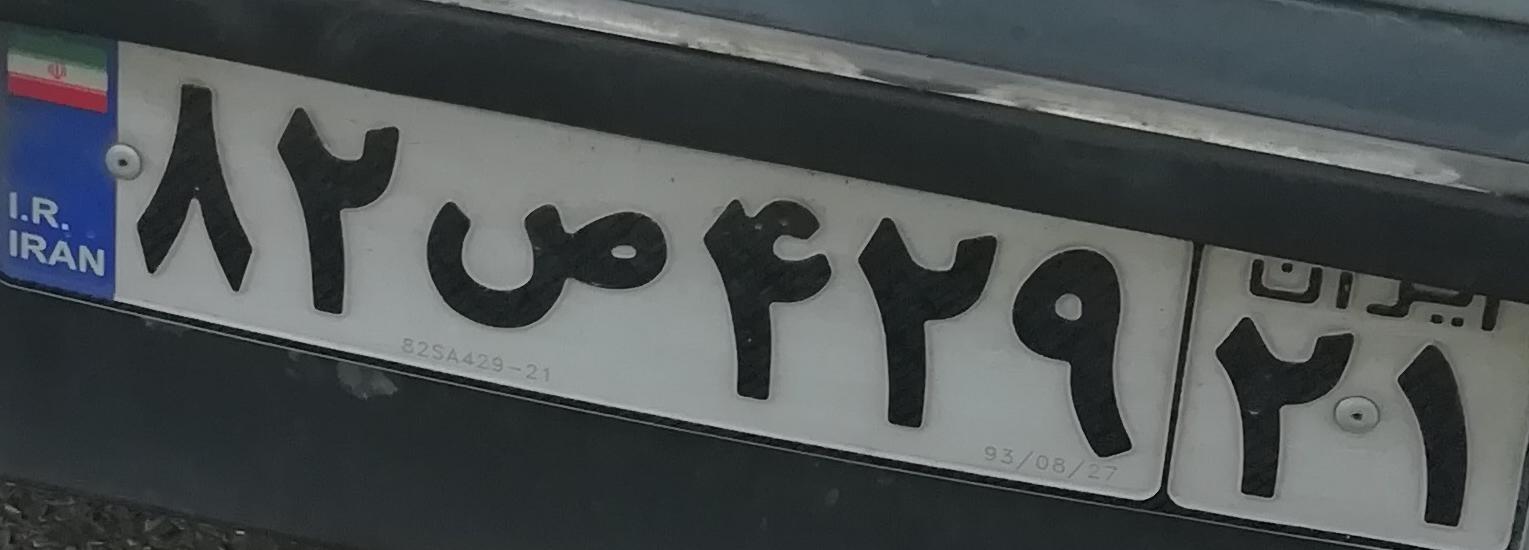 I.R.
IRAN
۸۲ ص ۴۲۹
82SA429-21
93/08/27
ایران
۲۱